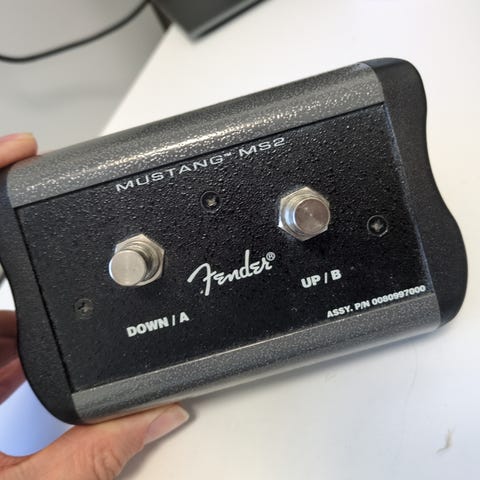 MUSTANG™ MS2
Fender®
DOWN / A
UP / B
ASSY. P/N 0080997000